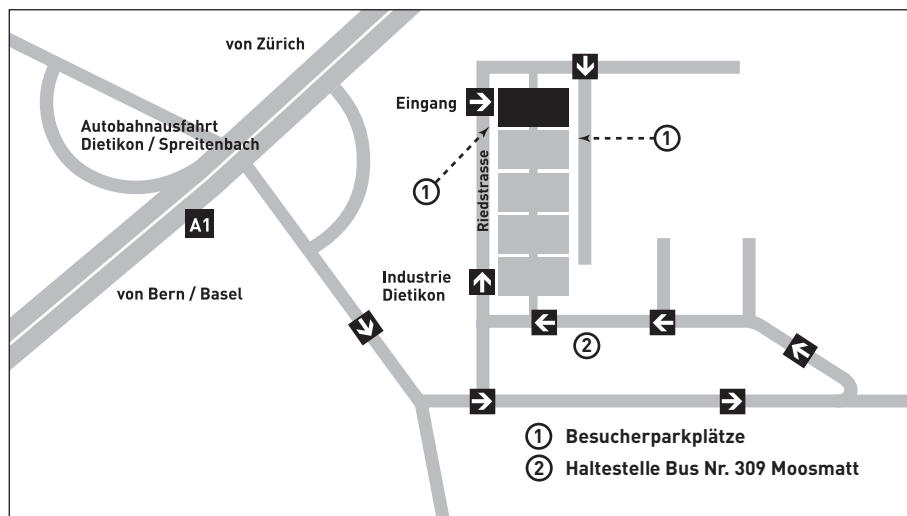 von Zürich
Autobahnausfahrt
Dietikon / Spreitenbach
A1
von Bern / Basel
Eingang
1
1
Riedstrasse
Industrie
Dietikon
2
1 Besucherparkplätze
2 Haltestelle Bus Nr. 309 Moosmatt